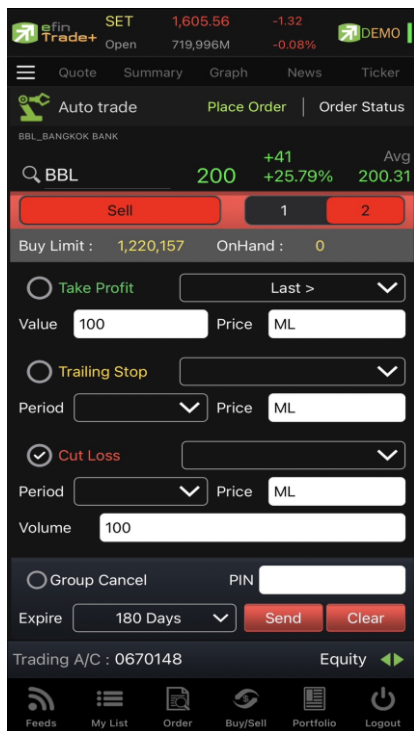 efin Trade+ SET 1,605.56 -1.32 DEMO
Open 719,996M -0.08%
Quote Summary Graph News Ticker
Auto trade Place Order | Order Status
BBL_BANGKOK BANK
+41 Avg
BBL 200 +25.79% 200.31
Sell 1 2
Buy Limit : 1,220,157 OnHand : 0
Take Profit Last >
Value 100 Price ML
Trailing Stop
Period Price ML
Cut Loss
Period Price ML
Volume 100
Group Cancel PIN
Expire 180 Days Send Clear
Trading A/C : 0670148 Equity
Feeds My List Order Buy/Sell Portfolio Logout